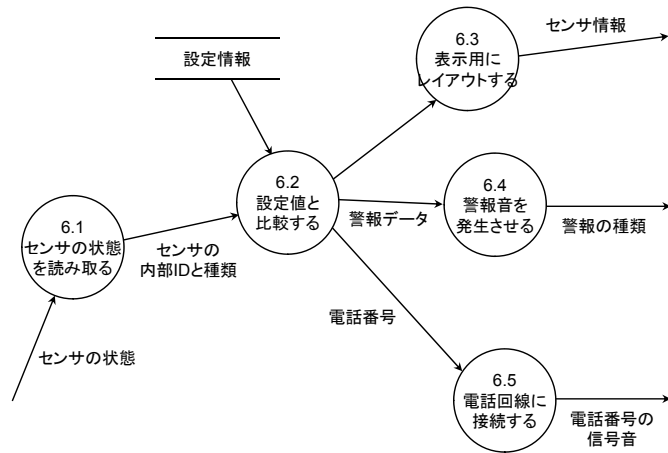 センサ情報
6.3
表示用に
レイアウトする
設定情報
6.2
設定値と
比較する
6.4
警報音を
発生させる
警報データ
警報の種類
6.1
センサの状態
を読み取る
センサの
内部IDと種類
電話番号
センサの状態
6.5
電話回線に
接続する
電話番号の
信号音